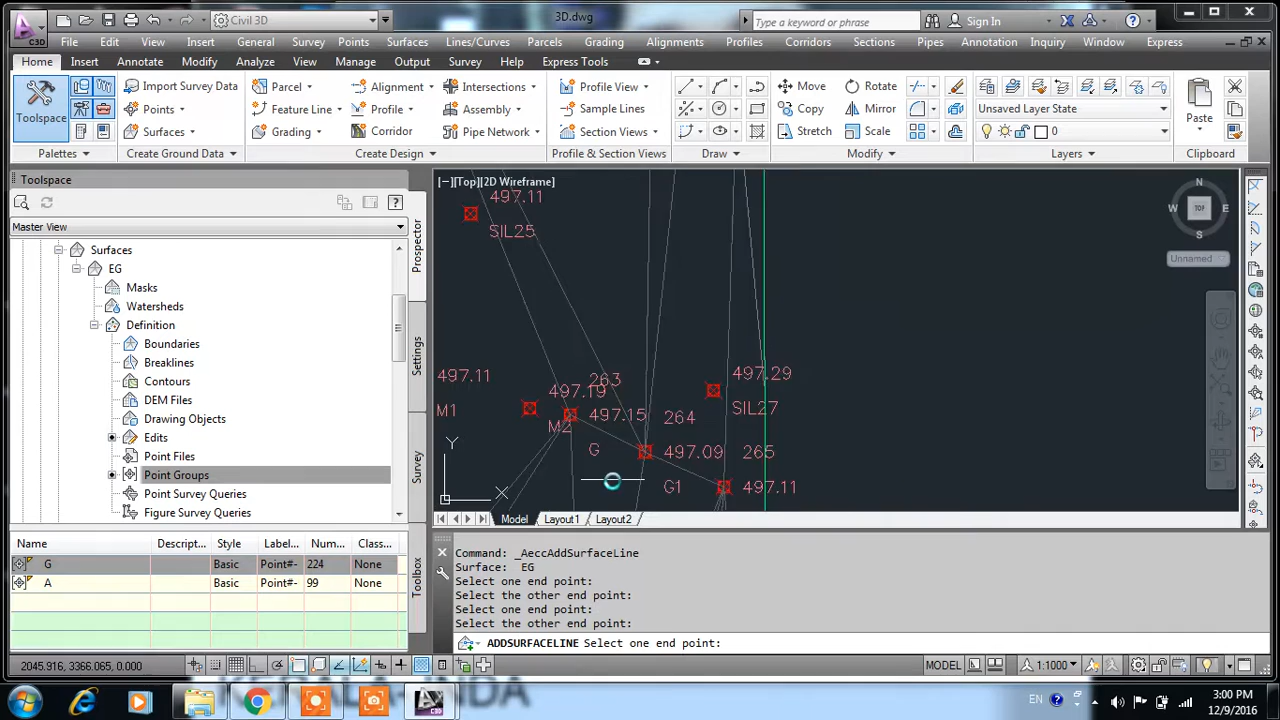 C3D
Civil 3D
3D.dwg
Type a keyword or phrase
Sign In
File Edit View Insert General Survey Points Surfaces Lines/Curves Parcels Grading Alignments Profiles Corridors Sections Pipes Annotation Inquiry Window Express
Home Insert Annotate Modify Analyze View Manage Output Survey Help Express Tools
Import Survey Data Parcel Alignment Intersections Profile View Move Rotate Unsaved Layer State
Toolspace Points Feature Line Profile Assembly Sample Lines Copy Mirror Paste
Surfaces Grading Corridor Pipe Network Section Views Stretch Scale 0
Palettes Create Ground Data Create Design Profile & Section Views Draw Modify Layers Clipboard
Toolspace
Master View
Prospector
Settings
Survey
Toolbox
Surfaces
EG
Masks
Watersheds
Definition
Boundaries
Breaklines
Contours
DEM Files
Drawing Objects
Edits
Point Files
Point Groups
Point Survey Queries
Figure Survey Queries
Name Descript... Style Label... Num... Class...
G Basic Point#- 224 None
A Basic Point#- 99 None
[−][Top][2D Wireframe]
497.11
SIL25
N
W TOP E
S
Unnamed
497.11 263 497.29
497.19
M1 497.15 264 SIL27
M2
G 497.09 265
G1 497.11
Y
X
Model Layout1 Layout2
Command: _AeccAddSurfaceLine
Surface: EG
Select one end point:
Select the other end point:
Select one end point:
Select the other end point:
ADDSURFACELINE Select one end point:
2045.916, 3366.065, 0.000
MODEL
1:1000
EN
3:00 PM
12/9/2016